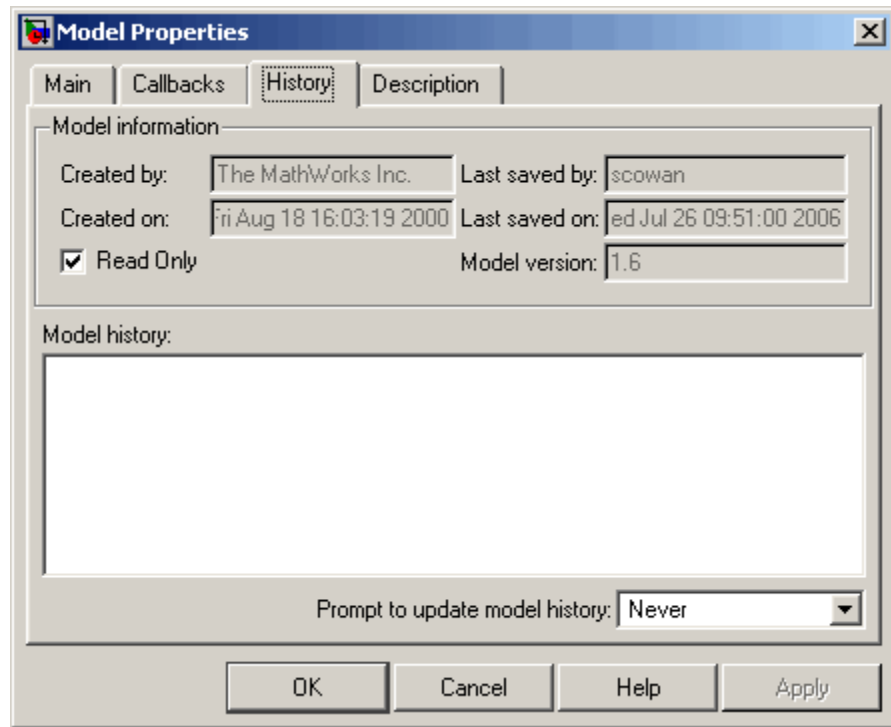 Model Properties
Main Callbacks History Description
Model information
Created by: The MathWorks Inc. Last saved by: scowan
Created on: Fri Aug 18 16:03:19 2000 Last saved on: ed Jul 26 09:51:00 2006
Read Only Model version: 1.6
Model history:
Prompt to update model history: Never
OK Cancel Help Apply